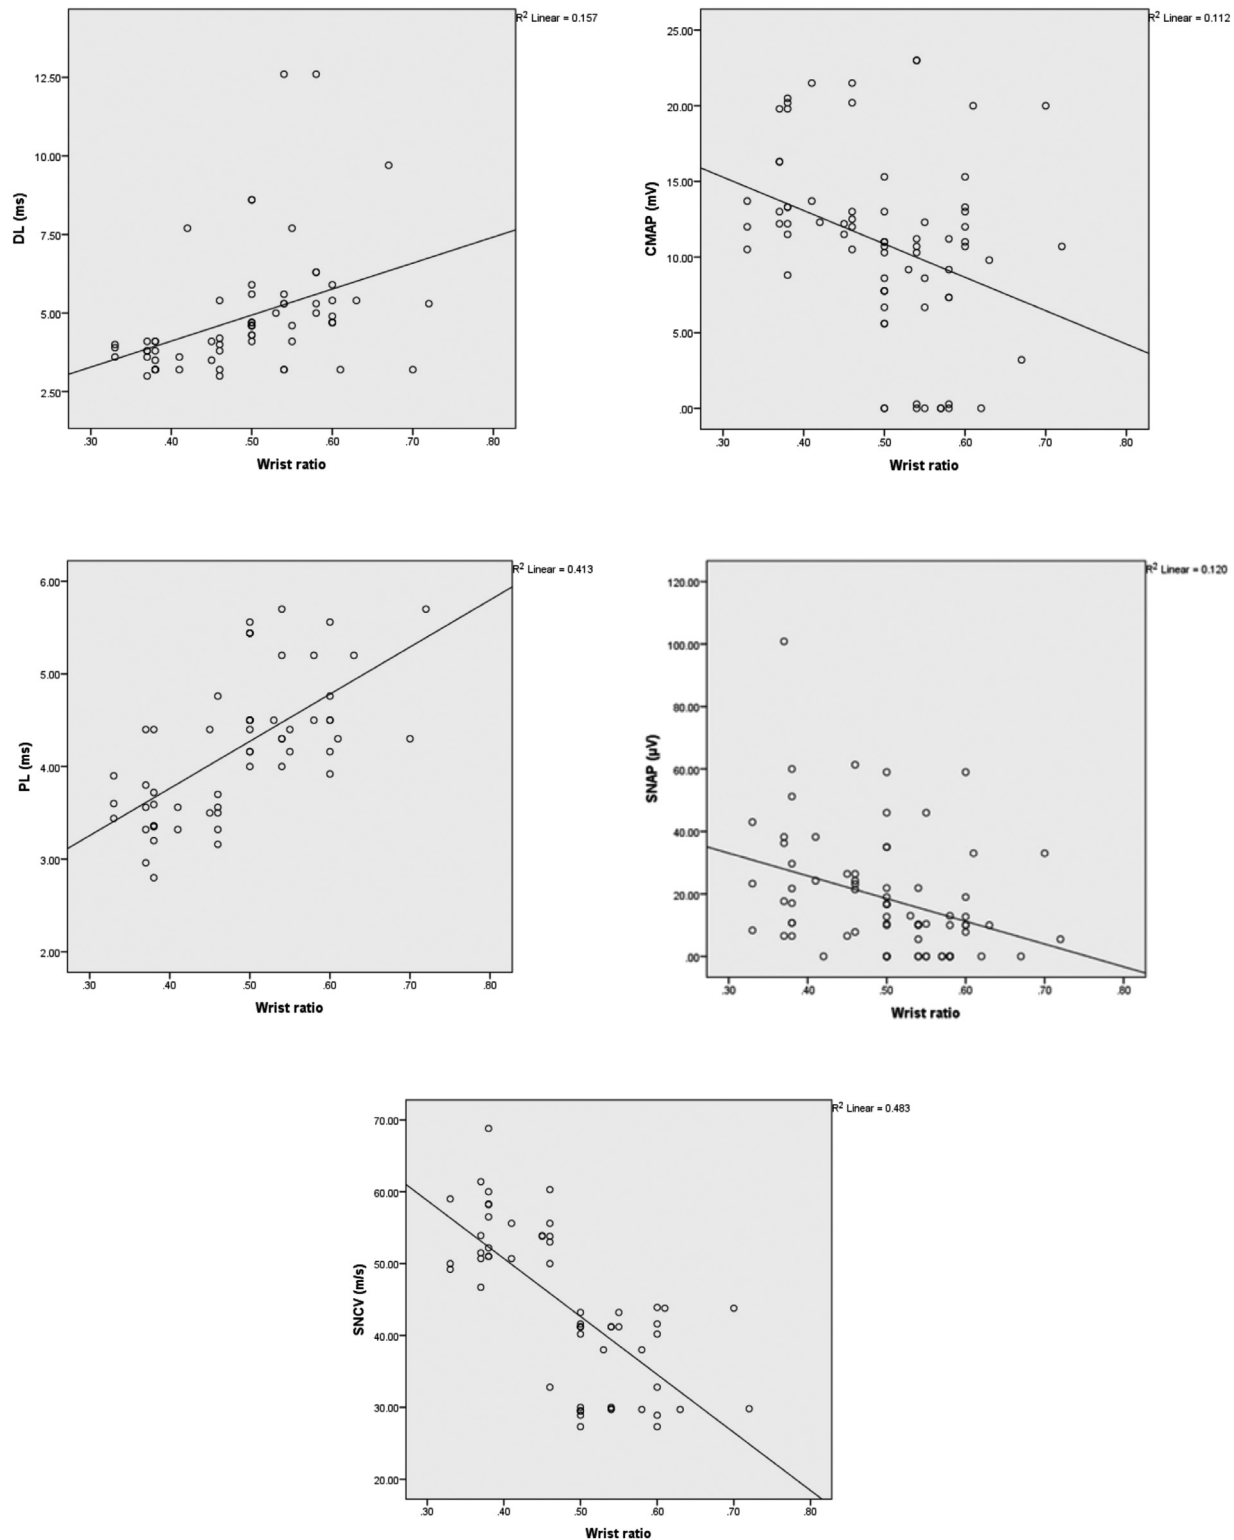 R² Linear = 0.157
12.50
10.00
7.50
5.00
2.50
DL (ms)
.30 .40 .50 .60 .70 .80
Wrist ratio
R² Linear = 0.112
25.00
20.00
15.00
10.00
5.00
.00
CMAP (mV)
.30 .40 .50 .60 .70 .80
Wrist ratio
R² Linear = 0.413
6.00
5.00
4.00
3.00
2.00
PL (ms)
.30 .40 .50 .60 .70 .80
Wrist ratio
R² Linear = 0.120
120.00
100.00
80.00
60.00
40.00
20.00
.00
SNAP (µV)
.30 .40 .50 .60 .70 .80
Wrist ratio
R² Linear = 0.483
70.00
60.00
50.00
40.00
30.00
20.00
SNCV (m/s)
.30 .40 .50 .60 .70 .80
Wrist ratio